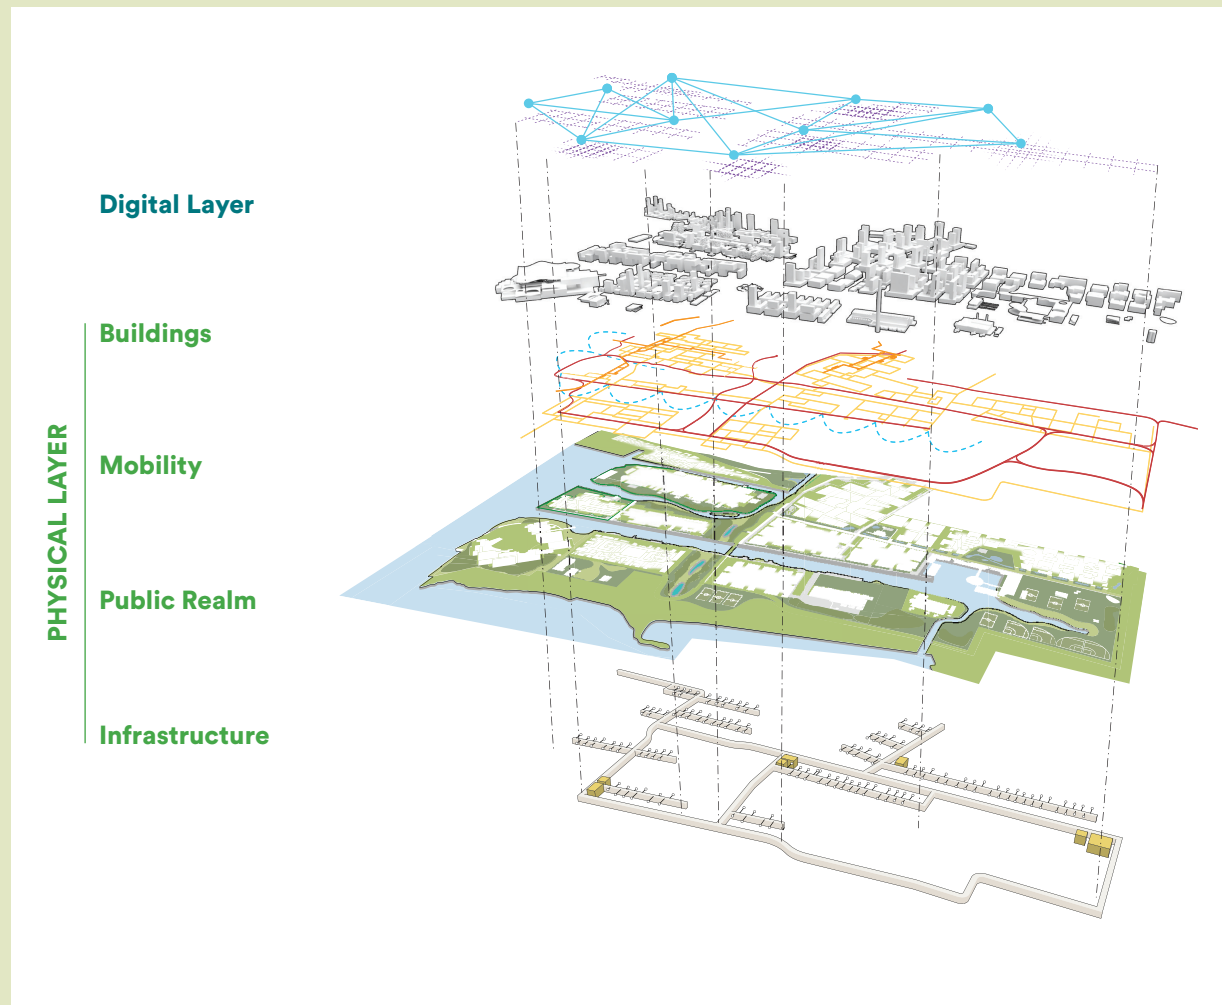 Digital Layer
PHYSICAL LAYER
Buildings
Mobility
Public Realm
Infrastructure